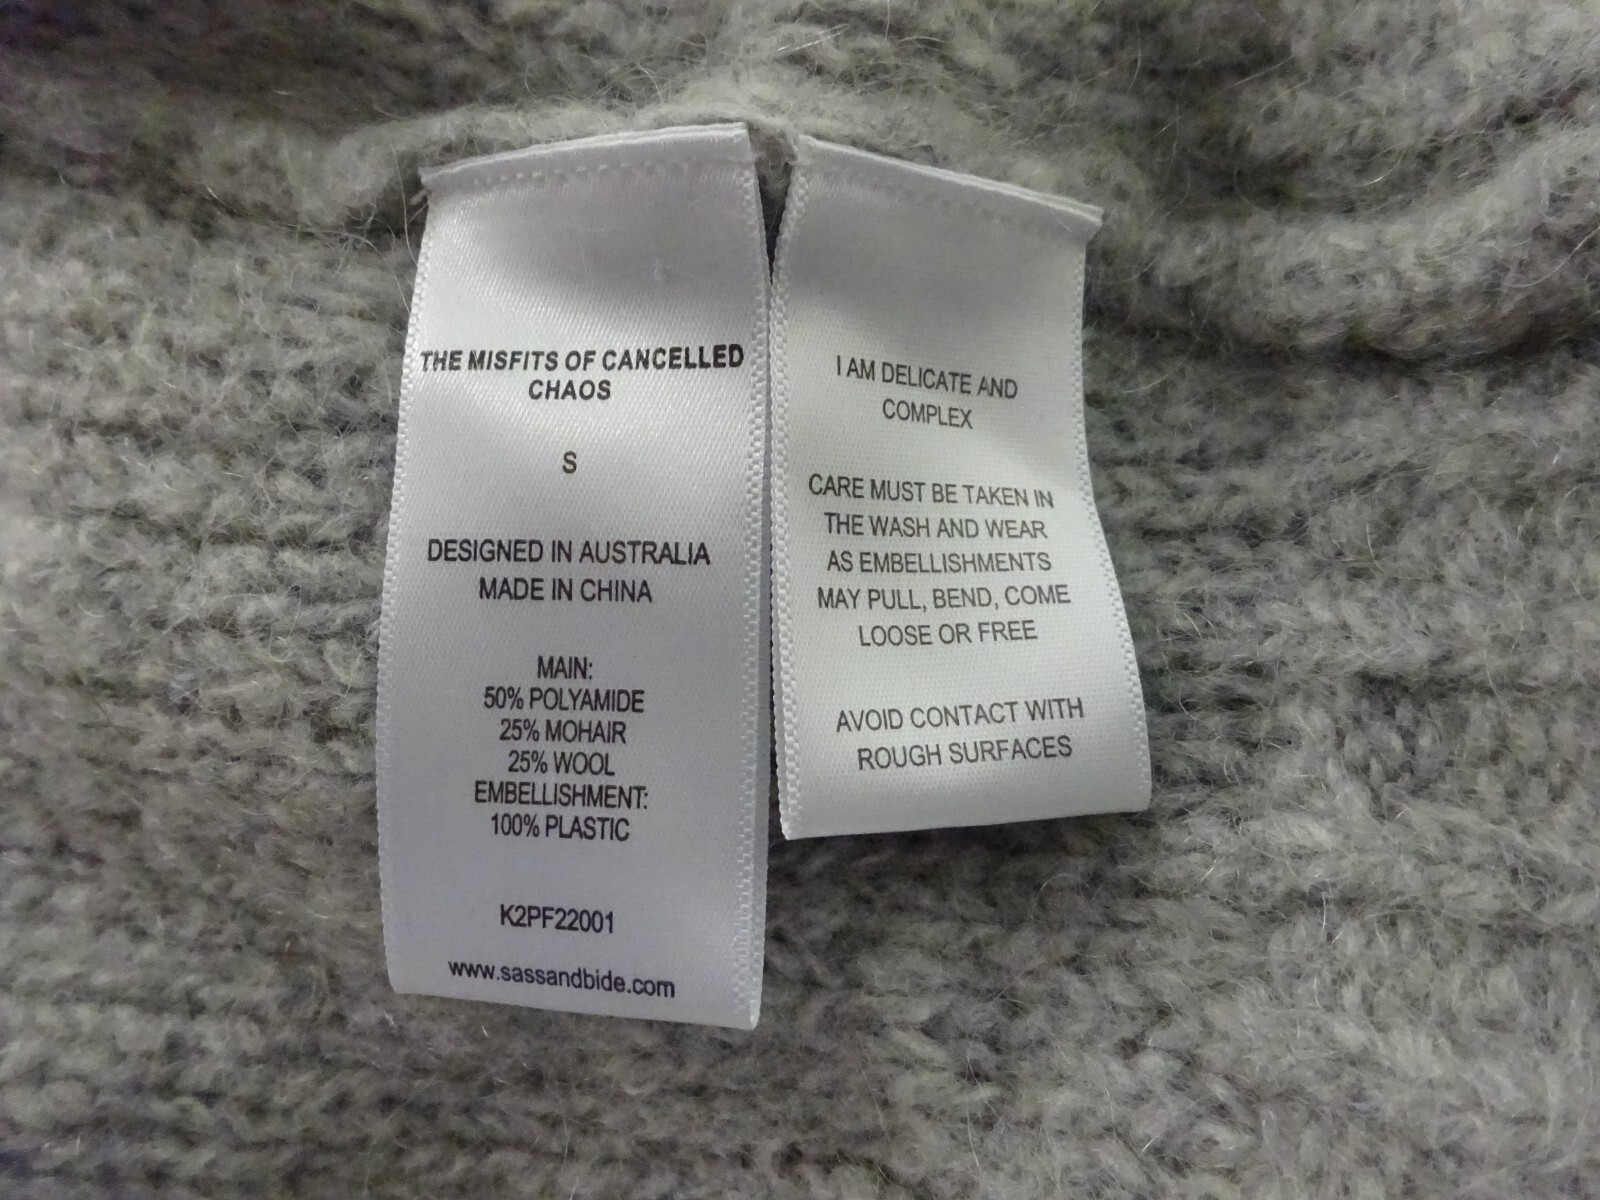 THE MISFITS OF CANCELLED
CHAOS
S
DESIGNED IN AUSTRALIA
MADE IN CHINA
MAIN:
50% POLYAMIDE
25% MOHAIR
25% WOOL
EMBELLISHMENT:
100% PLASTIC
K2PF22001
www.sassandbide.com
I AM DELICATE AND
COMPLEX
CARE MUST BE TAKEN IN
THE WASH AND WEAR
AS EMBELLISHMENTS
MAY PULL, BEND, COME
LOOSE OR FREE
AVOID CONTACT WITH
ROUGH SURFACES